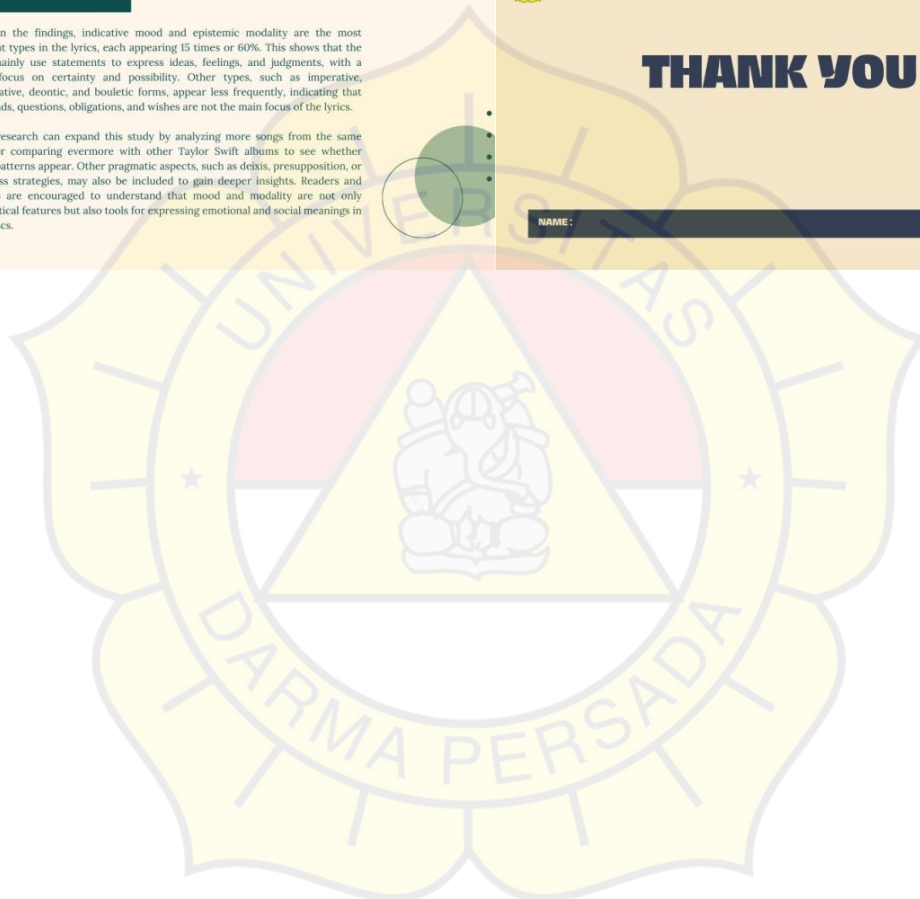 n the findings, indicative mood and epistemic modality are the most
t types in the lyrics, each appearing 15 times or 60%. This shows that the
ainly use statements to express ideas, feelings, and judgments, with a
focus on certainty and possibility. Other types, such as imperative,
ative, deontic, and bouletic forms, appear less frequently, indicating that
ds, questions, obligations, and wishes are not the main focus of the lyrics.
esearch can expand this study by analyzing more songs from the same
r comparing evermore with other Taylor Swift albums to see whether
patterns appear. Other pragmatic aspects, such as deixis, presupposition, or
ss strategies, may also be included to gain deeper insights. Readers and
s are encouraged to understand that mood and modality are not only
tical features but also tools for expressing emotional and social meanings in
cs.
THANK YOU
NAME :
UNIVERSITAS
DARMA PERSADA